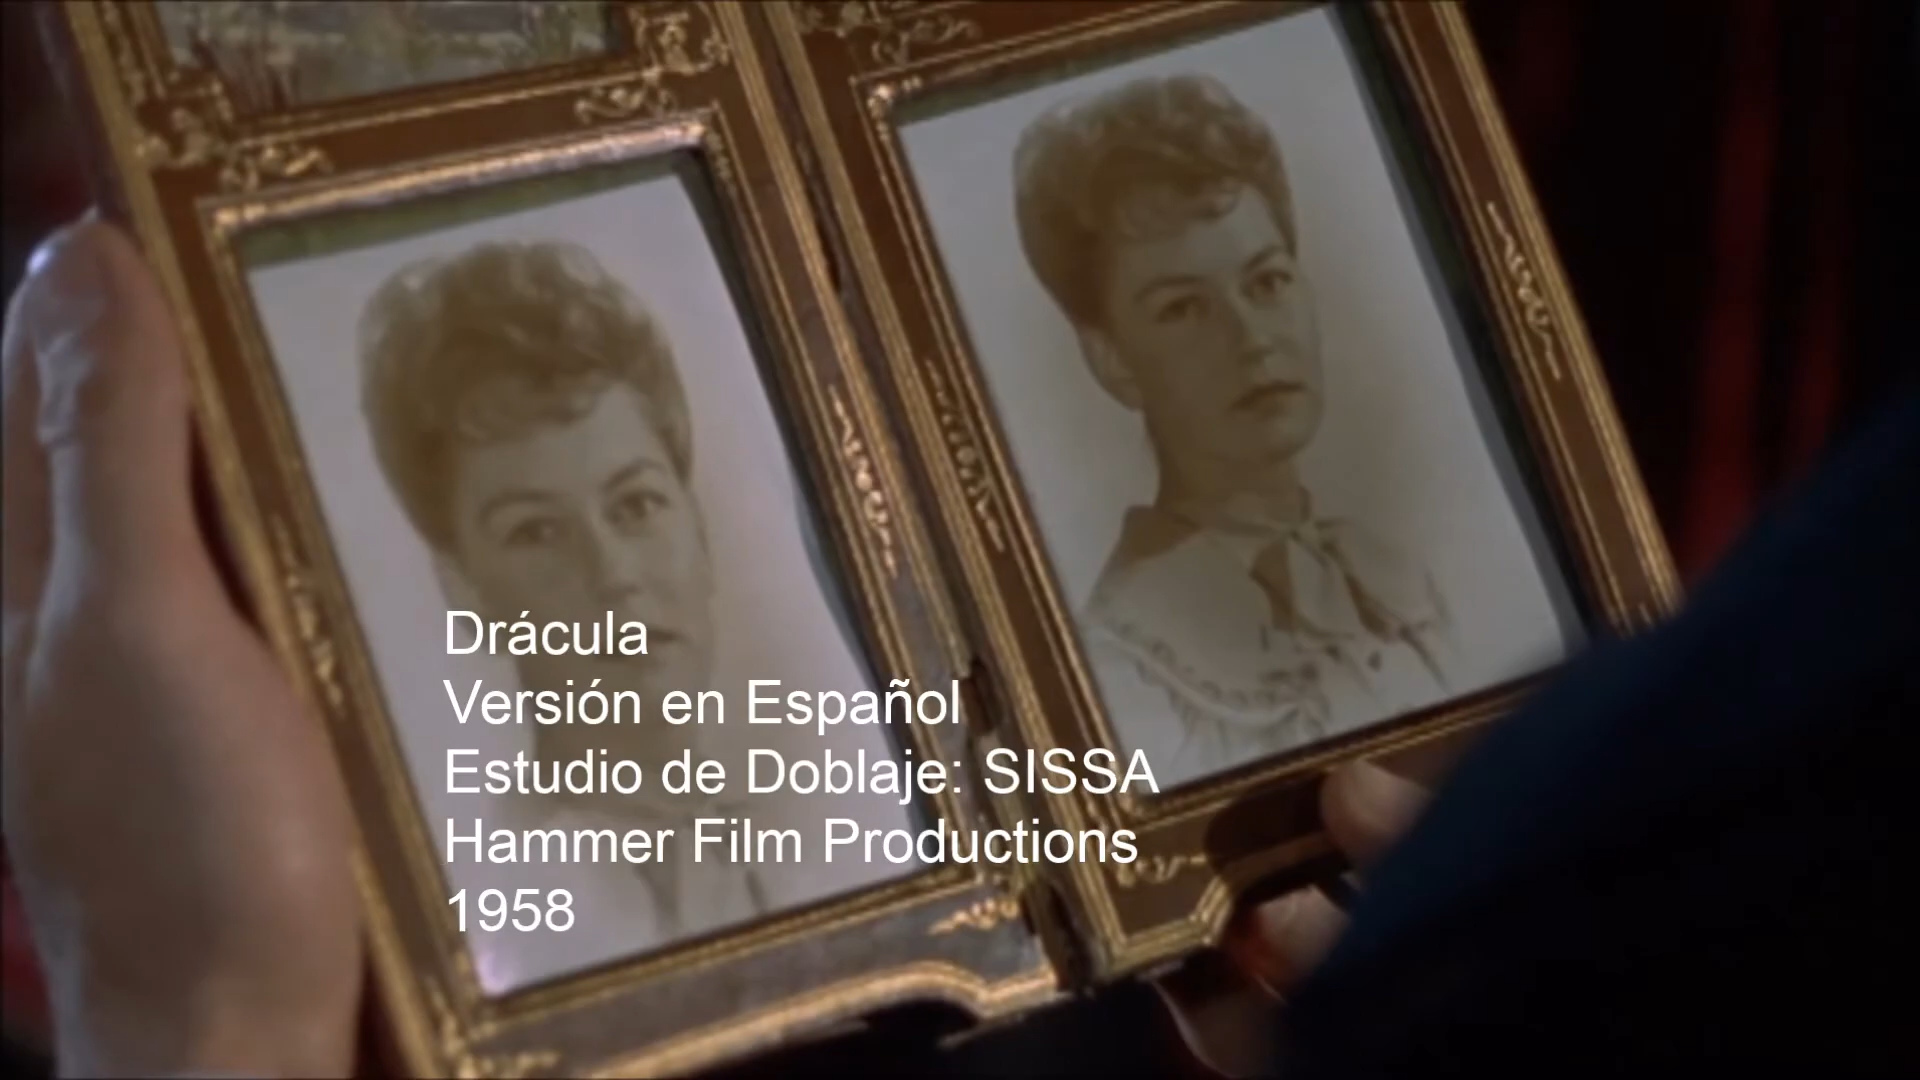 Drácula
Versión en Español
Estudio de Doblaje: SISSA
Hammer Film Productions
1958